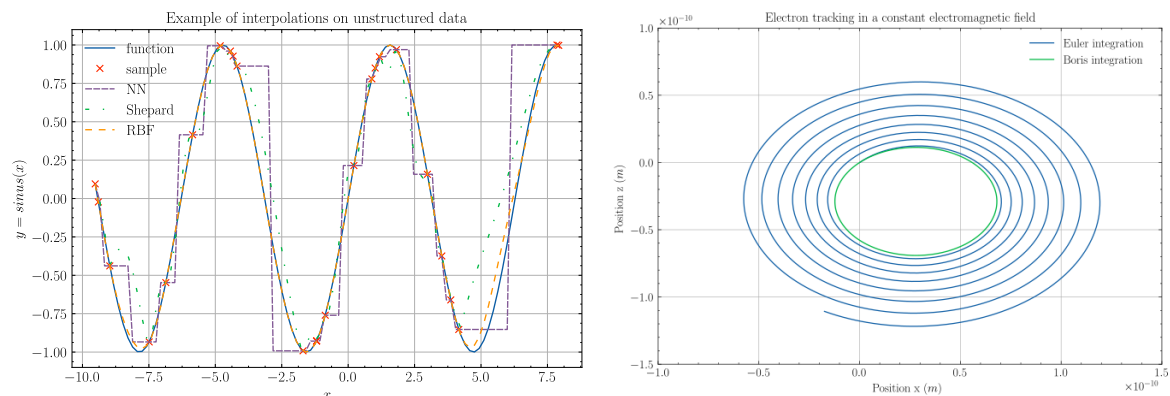 Example of interpolations on unstructured data
1.00
0.75
0.50
0.25
0.00
−0.25
−0.50
−0.75
−1.00
y = sinus(x)
function
sample
NN
Shepard
RBF
−10.0 −7.5 −5.0 −2.5 0.0 2.5 5.0 7.5
x
Electron tracking in a constant electromagnetic field
×10⁻¹⁰
1.0
0.5
0.0
−0.5
−1.0
−1.5
Position z (m)
Euler integration
Boris integration
−1.0 −0.5 0.0 0.5 1.0 1.5
Position x (m)
×10⁻¹⁰